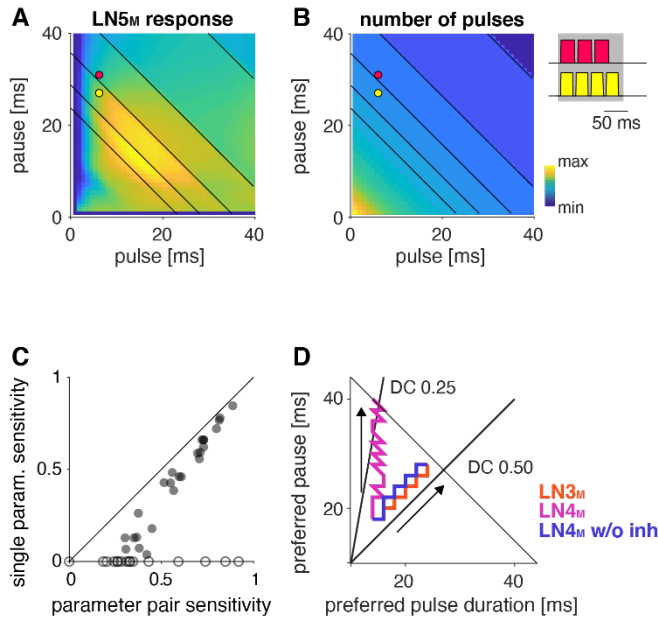 A
LN5M response
40
30
20
10
0
pause [ms]
0
20
40
pulse [ms]
B
number of pulses
40
20
0
pause [ms]
0
20
40
pulse [ms]
50 ms
max
min
C
1
0.5
0
single param. sensitivity
0
0.5
1
parameter pair sensitivity
D
40
20
preferred pause [ms]
20
40
preferred pulse duration [ms]
DC 0.25
DC 0.50
LN3M
LN4M
LN4M w/o inh